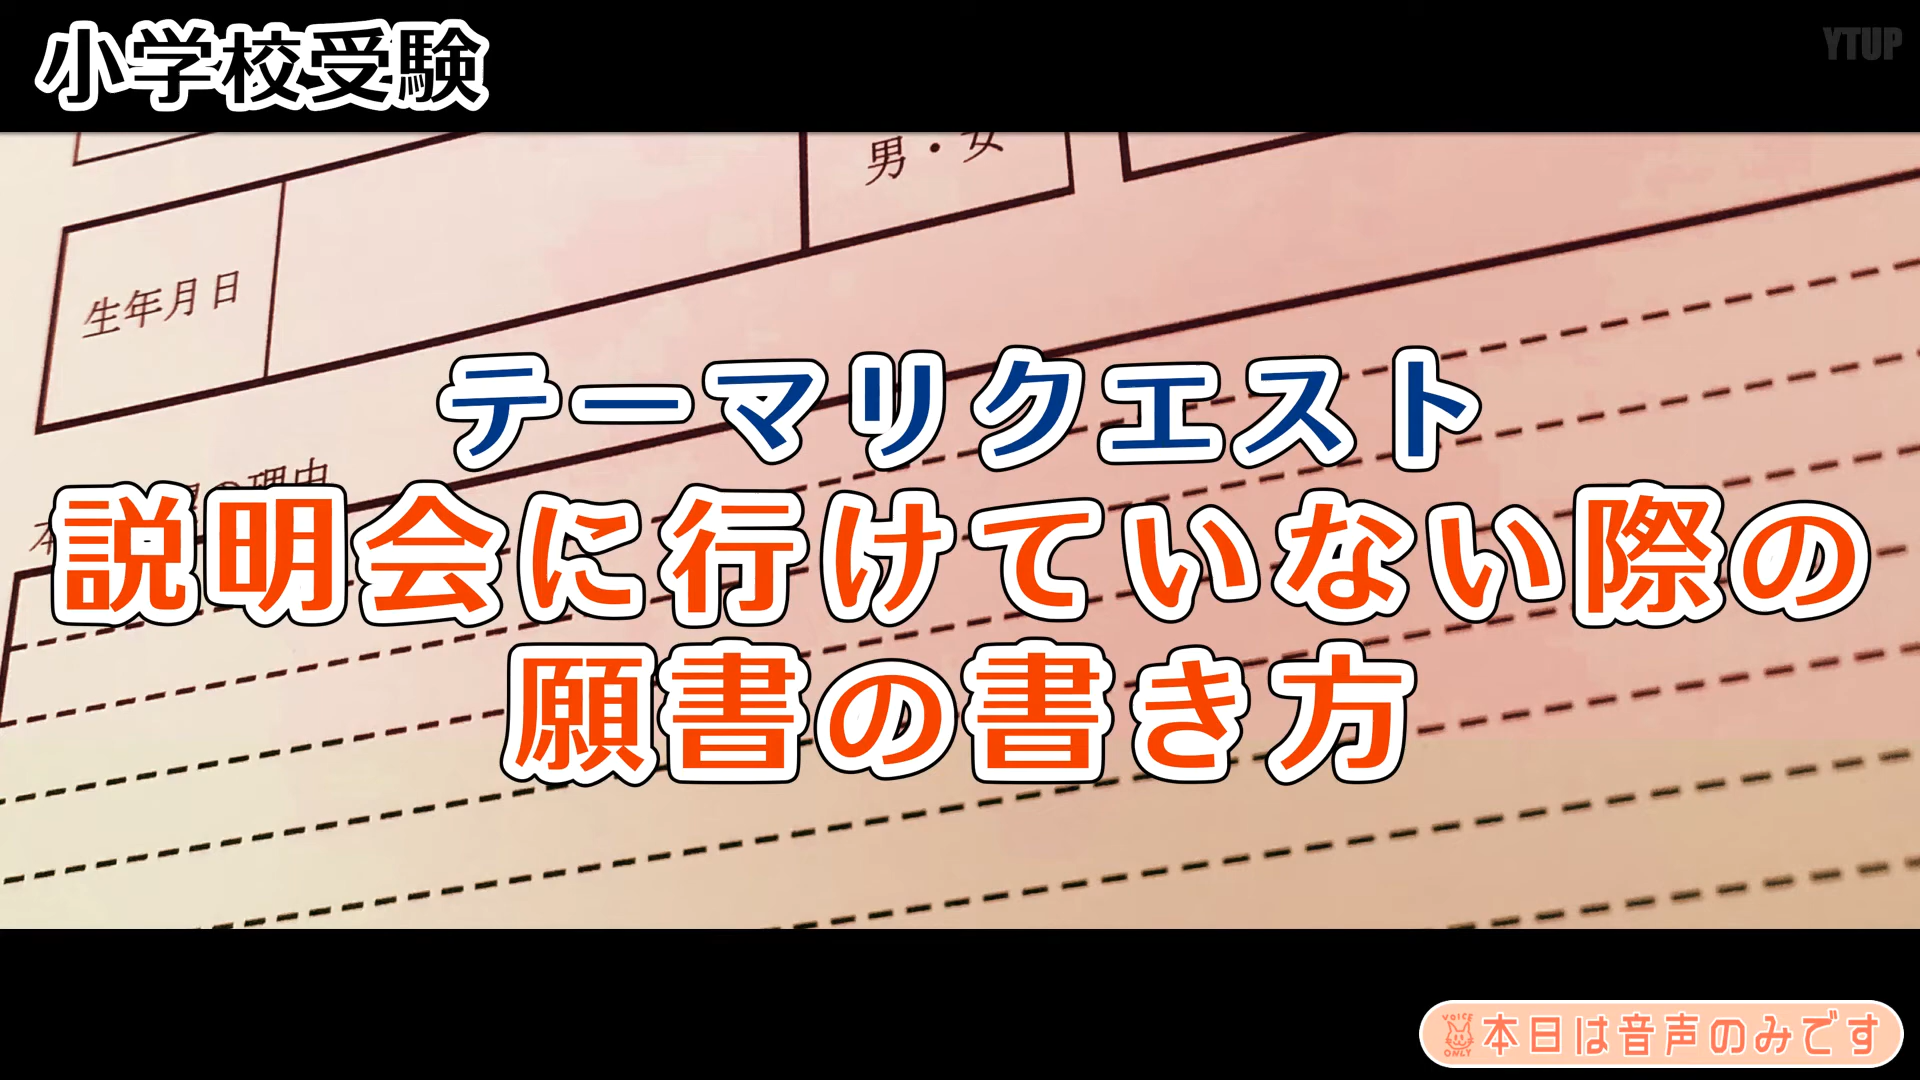 小学校受験
YTUP
男・女
生年月日
テーマリクエスト
説明会に行けていない際の
願書の書き方
VOICE ONLY
本日は音声のみです